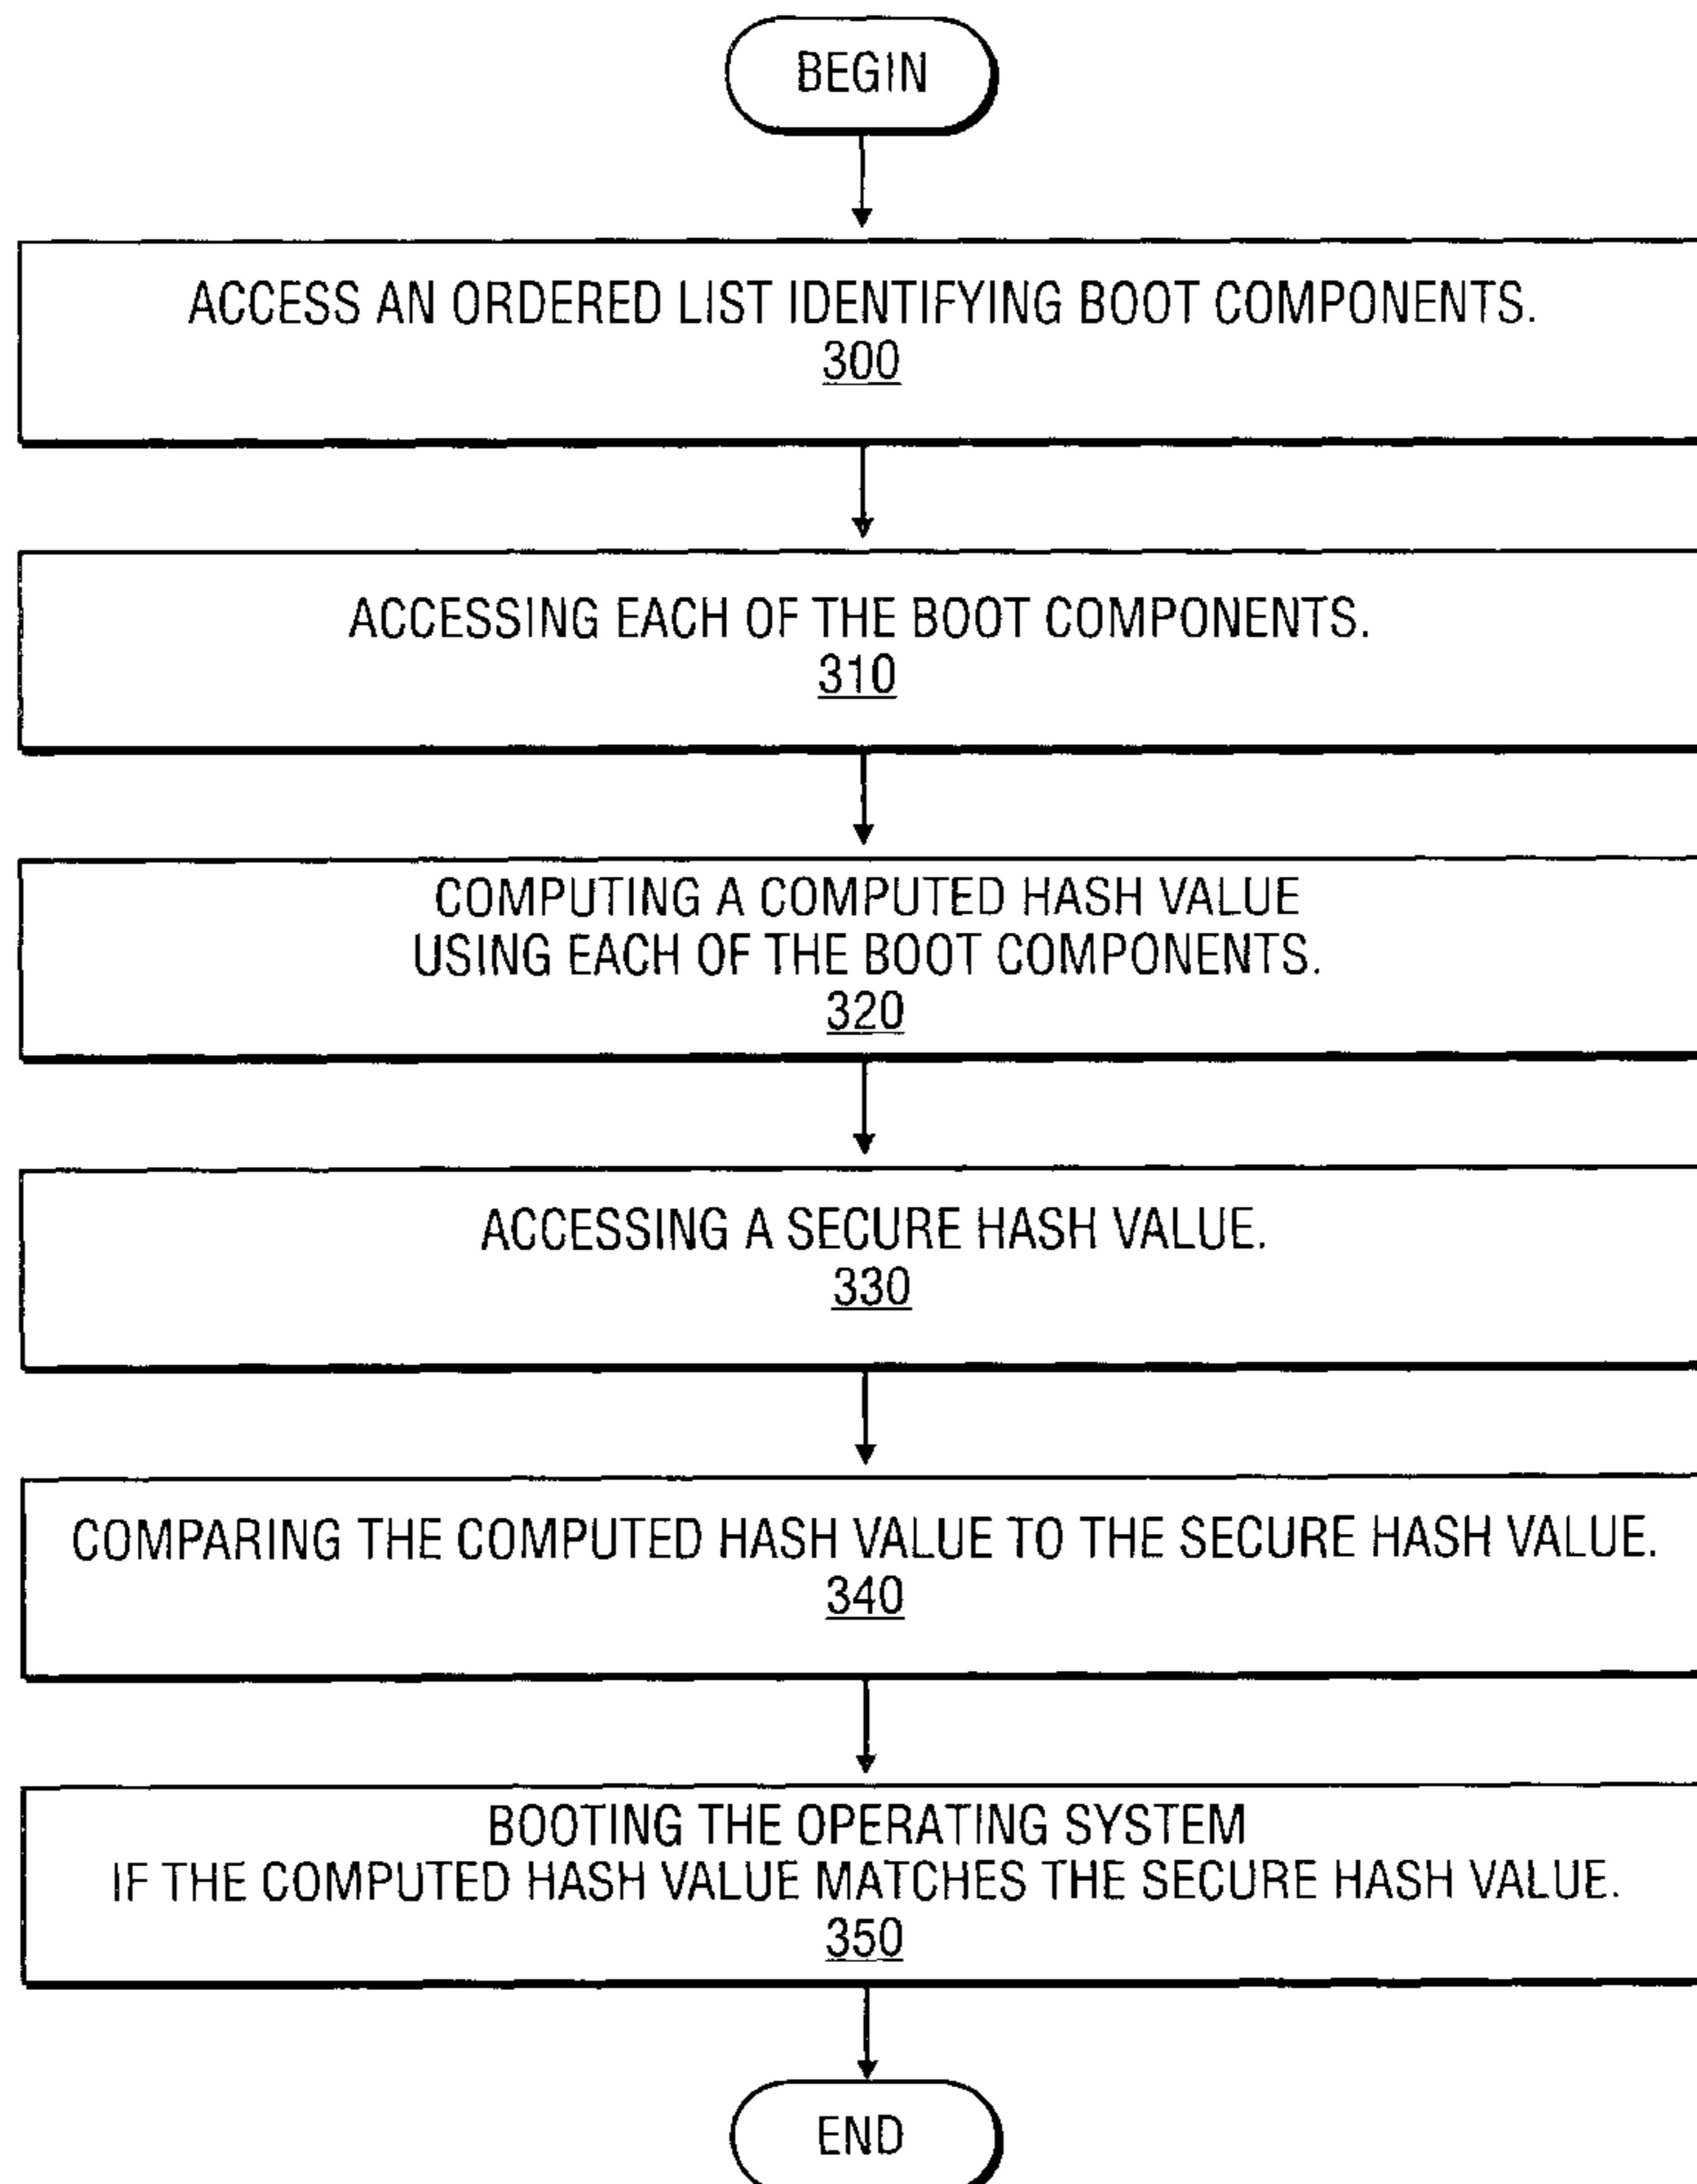 BEGIN
ACCESS AN ORDERED LIST IDENTIFYING BOOT COMPONENTS.
300
ACCESSING EACH OF THE BOOT COMPONENTS.
310
COMPUTING A COMPUTED HASH VALUE
USING EACH OF THE BOOT COMPONENTS.
320
ACCESSING A SECURE HASH VALUE.
330
COMPARING THE COMPUTED HASH VALUE TO THE SECURE HASH VALUE.
340
BOOTING THE OPERATING SYSTEM
IF THE COMPUTED HASH VALUE MATCHES THE SECURE HASH VALUE.
350
END